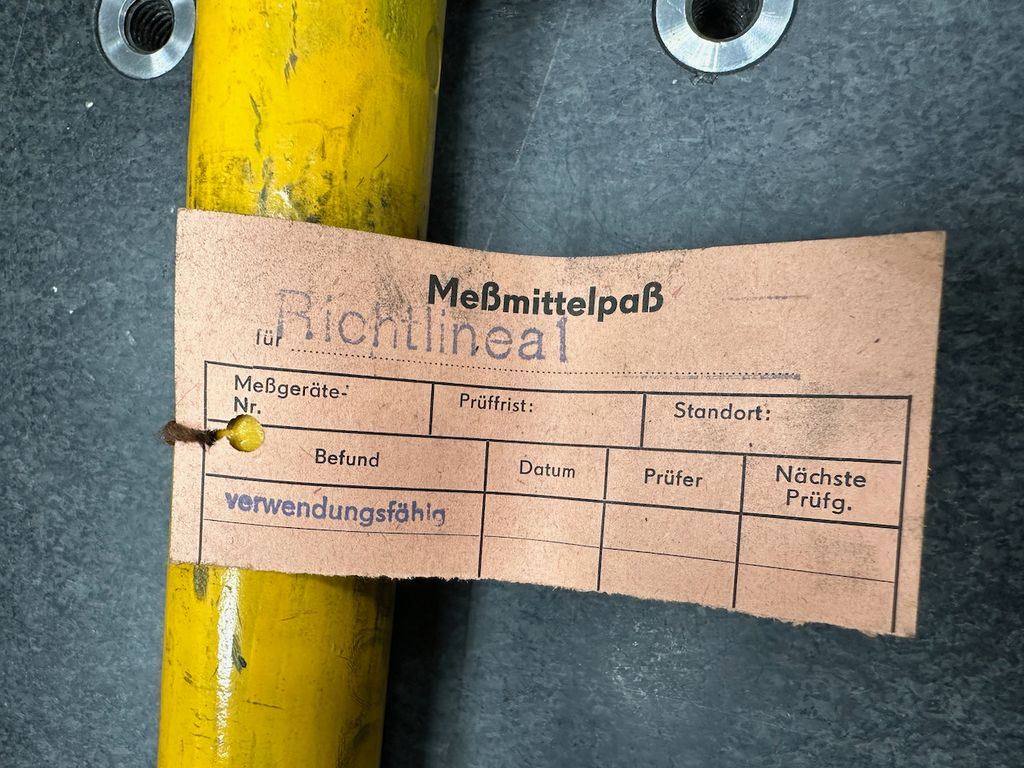 Meßmittelpaß
für Richtlineal
Meßgeräte-
Nr.
Prüffrist:
Standort:
Befund
Datum
Prüfer
Nächste
Prüfg.
verwendungsfähig